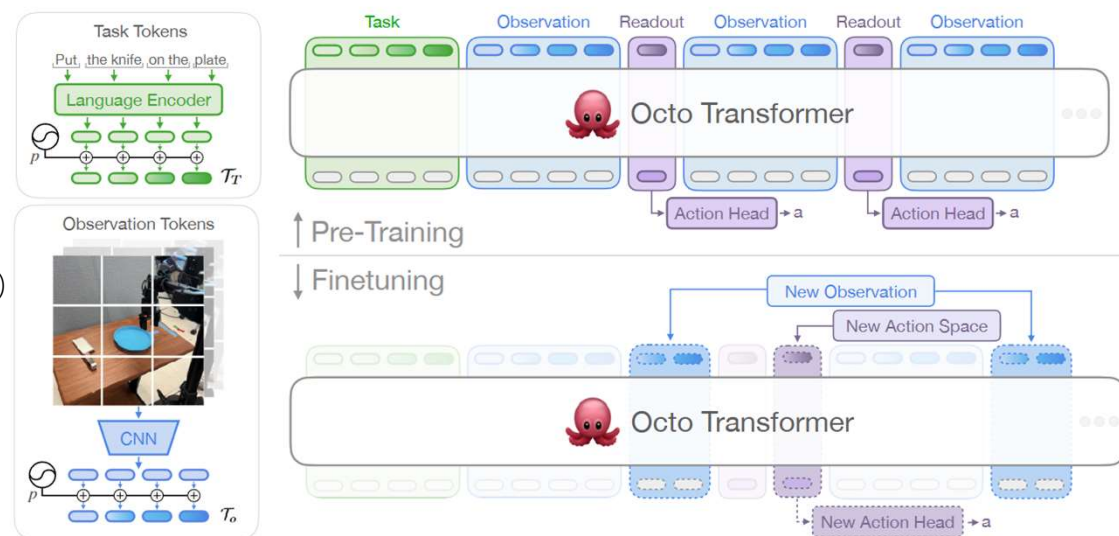 Task Tokens
Put the knife on the plate
Language Encoder
p
𝒯_T
Observation Tokens
CNN
p
𝒯_o
Task Observation Readout Observation Readout Observation
Octo Transformer
Action Head a Action Head a
Pre-Training
Finetuning
New Observation
New Action Space
Octo Transformer
New Action Head a